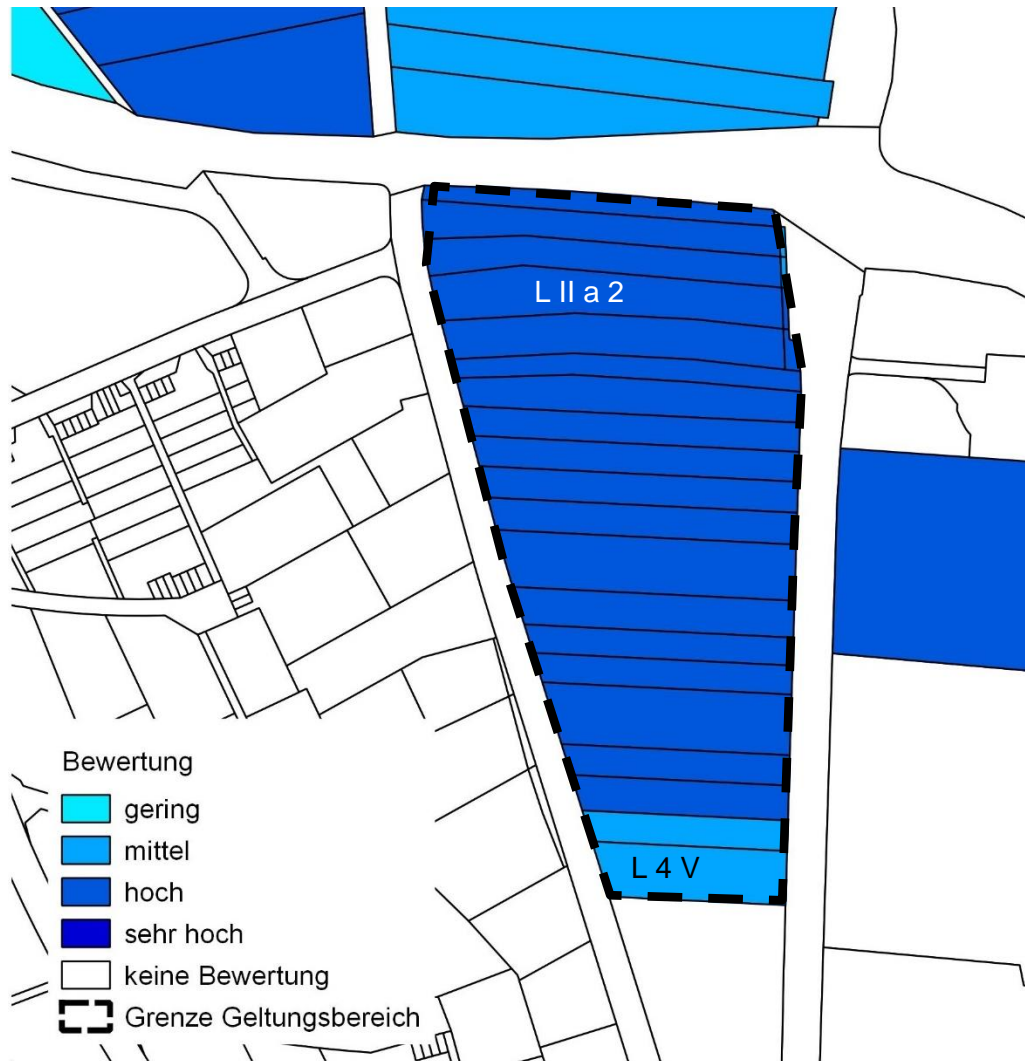 L II a 2
L 4 V
Bewertung
gering
mittel
hoch
sehr hoch
keine Bewertung
Grenze Geltungsbereich